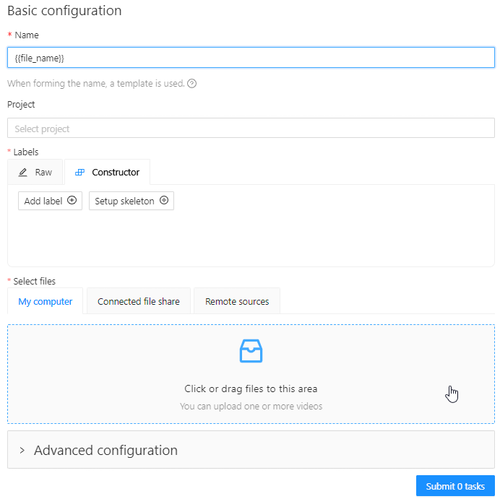 Basic configuration
* Name
{{file_name}}
When forming the name, a template is used. ?
Project
Select project
* Labels
Raw Constructor
Add label Setup skeleton
* Select files
My computer Connected file share Remote sources
Click or drag files to this area
You can upload one or more videos
> Advanced configuration
Submit 0 tasks